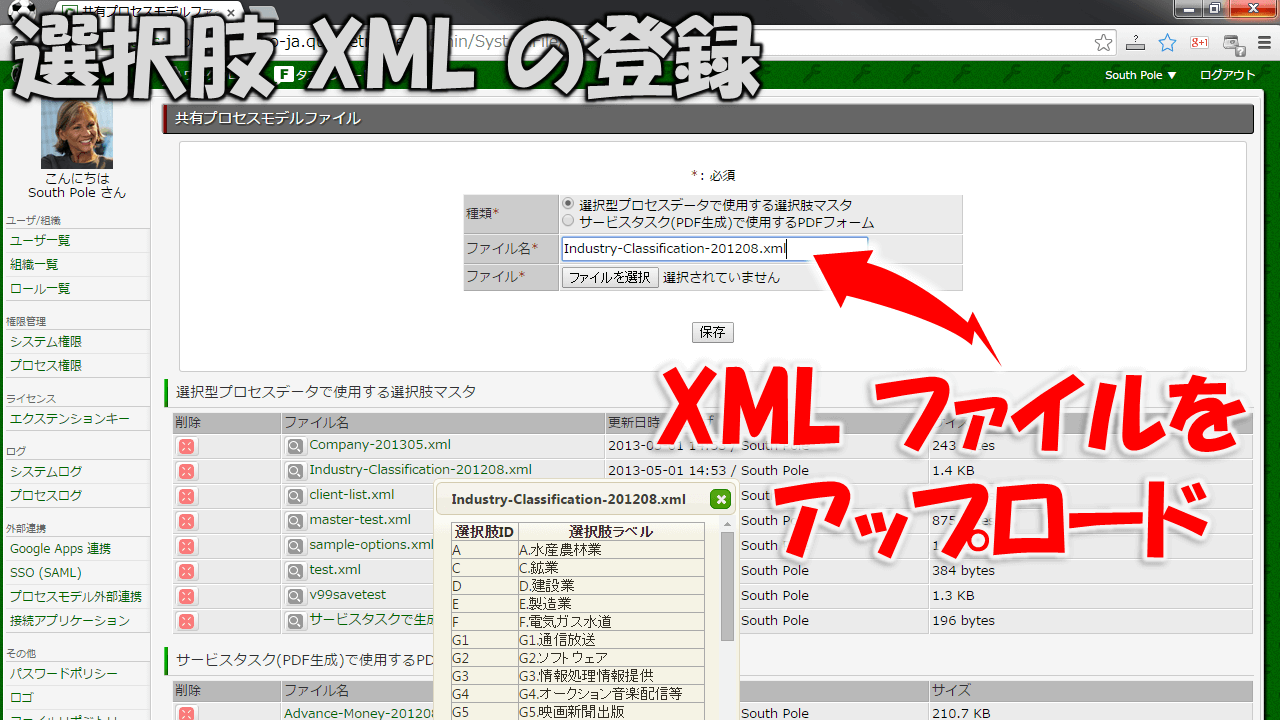 共有プロセスモデルファ
選択肢 XML の登録
South Pole ▼ ログアウト
こんにちは
South Pole さん
ユーザ/組織
ユーザ一覧
組織一覧
ロール一覧
権限管理
システム権限
プロセス権限
ライセンス
エクステンションキー
ログ
システムログ
プロセスログ
外部連携
Google Apps 連携
SSO (SAML)
プロセスモデル外部連携
接続アプリケーション
その他
パスワードポリシー
ロゴ
共有プロセスモデルファイル
*: 必須
種類* 選択型プロセスデータで使用する選択肢マスタ
サービスタスク(PDF生成)で使用するPDFフォーム
ファイル名* Industry-Classification-201208.xml
ファイル* ファイルを選択 選択されていません
保存
XML ファイルを
アップロード
選択型プロセスデータで使用する選択肢マスタ
削除 ファイル名 更新日時
Company-201305.xml South Pole 243
Industry-Classification-201208.xml 2013-05-01 14:53 / South Pole 1.4 KB
client-list.xml South
master-test.xml South Pole 875
sample-options.xml South
test.xml South Pole 384 bytes
v99savetest South Pole 1.3 KB
サービスタスクで生成 South Pole 196 bytes
Industry-Classification-201208.xml
選択肢ID 選択肢ラベル
A A.水産農林業
C C.鉱業
D D.建設業
E E.製造業
F F.電気ガス水道
G1 G1.通信放送
G2 G2.ソフトウェア
G3 G3.情報処理情報提供
G4 G4.オークション音楽配信等
G5 G5.映画新聞出版
サービスタスク(PDF生成)で使用するPD
削除 ファイル名 サイズ
Advance-Money-20120 South Pole 210.7 KB